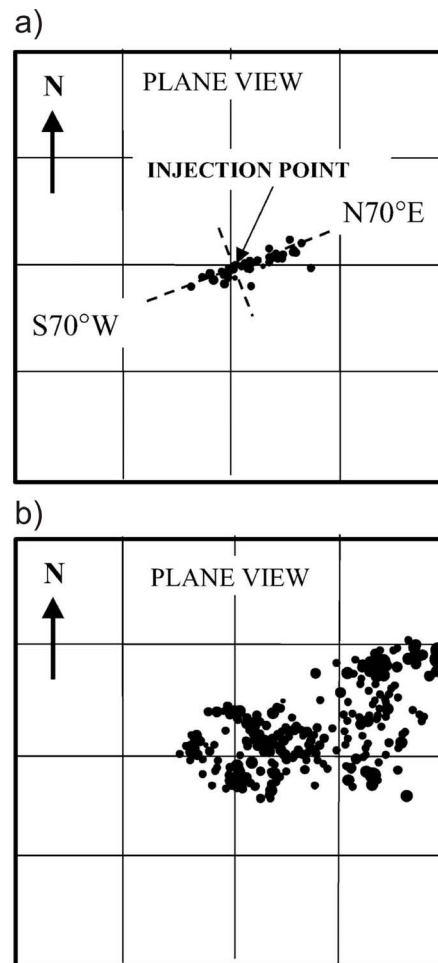 a)
PLANE VIEW
N
INJECTION POINT
N70°E
S70°W
b)
N
PLANE VIEW